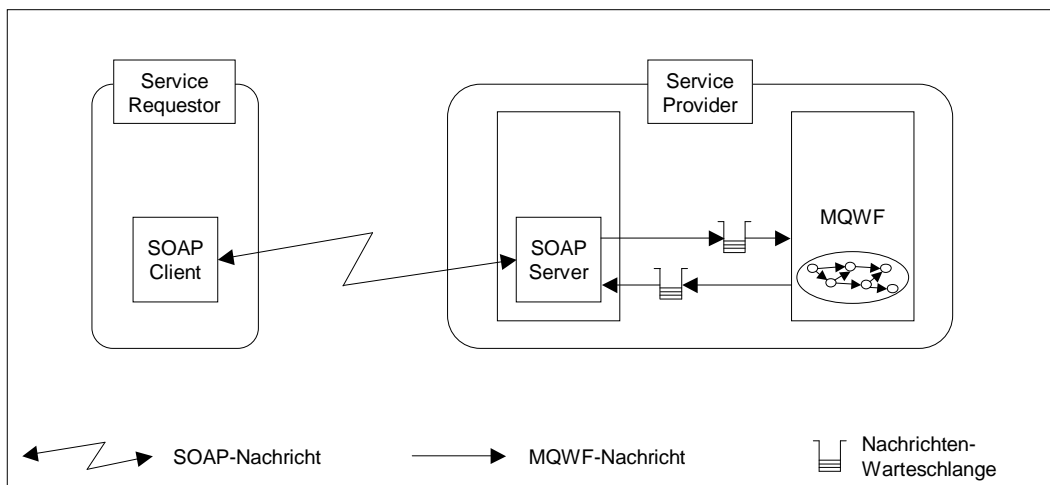 Service
Requestor
Service
Provider
SOAP
Client
SOAP
Server
MQWF
SOAP-Nachricht
MQWF-Nachricht
Nachrichten-
Warteschlange